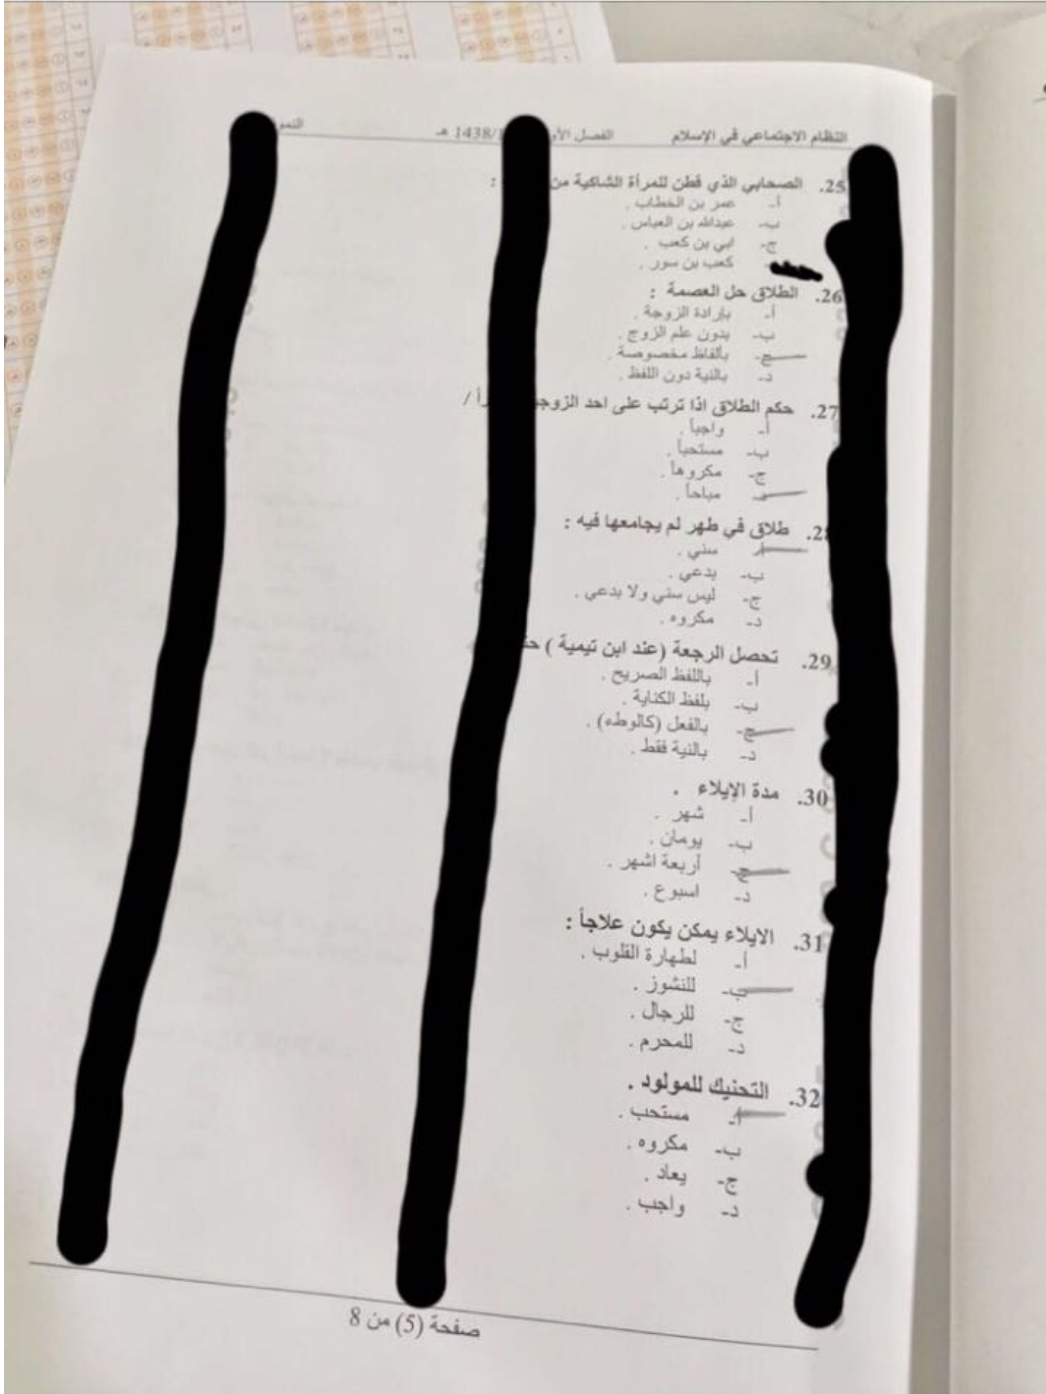 النظام الاجتماعي في الإسلام الفصل الأو 1438/ هـ
25. الصحابي الذي فطن للمرأة الشاكية من :
أ- عمر بن الخطاب .
ب- عبدالله بن العباس .
ج- ابي بن كعب .
كعب بن سور .
26. الطلاق حل العصمة :
أ- بإرادة الزوجة .
ب- بدون علم الزوج .
ج- بألفاظ مخصوصة .
د- بالنية دون اللفظ .
27. حكم الطلاق اذا ترتب على احد /
أ- واجباً .
ب- مستحباً .
ج- مكروهاً .
د- مباحاً .
28. طلاق في طهر لم يجامعها فيه :
أ- سني .
ب- بدعي .
ج- ليس سني ولا بدعي .
د- مكروه .
29. تحصل الرجعة (عند ابن تيمية )
أ- باللفظ الصريح .
ب- بلفظ الكناية .
ج- بالفعل (كالوطء) .
د- بالنية فقط .
30. مدة الإيلاء .
أ- شهر .
ب- يومان .
ج- أربعة اشهر .
د- اسبوع .
31. الايلاء يمكن يكون علاجاً :
أ- لطهارة القلوب .
ب- للنشوز .
ج- للرجال .
د- للمحرم .
32. التحنيك للمولود .
أ- مستحب .
ب- مكروه .
ج- يعاد .
د- واجب .
صفحة (5) من 8